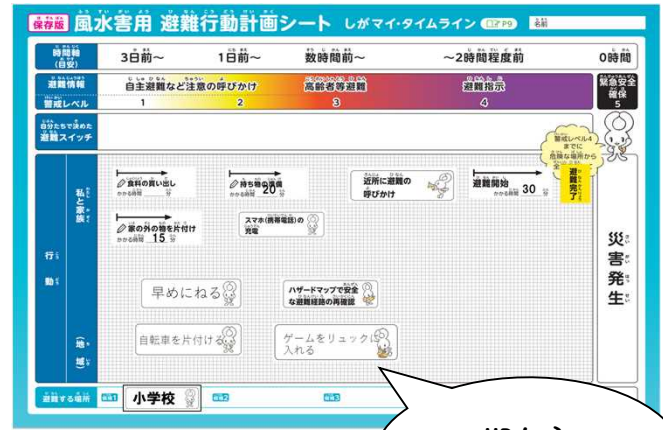 保存版 風水害用 避難行動計画シート しがマイ・タイムライン P9 名前
時間軸(目安) 3日前～ 1日前～ 数時間前～ ～2時間程度前 0時間
避難情報 自主避難など注意の呼びかけ 高齢者等避難 避難指示 緊急安全確保
警戒レベル 1 2 3 4 5
自分たちで決めた
避難スイッチ
警戒レベル4
までに
危険な場所から
全
避難完了
行動
私と家族
(地域)
食料の買い出し
かかる時間 分
持ち物の準備
20 分
近所に避難の
呼びかけ
避難開始
かかる時間 30 分
家の外の物を片付け
かかる時間 15 分
スマホ(携帯電話)の
充電
早めにねる
ハザードマップで安全
な避難経路の再確認
自転車を片付ける
ゲームをリュックに
入れる
災害発生
避難する場所 候補1 小学校 候補2 候補3